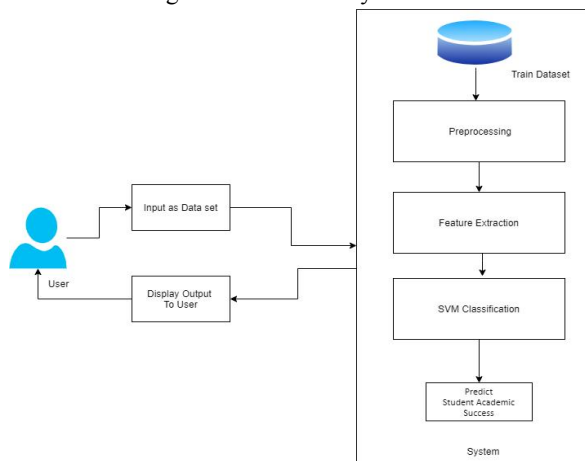 Train Dataset
Preprocessing
Input as Data set
Feature Extraction
User
Display Output
To User
SVM Classification
Predict
Student Academic
Success
System